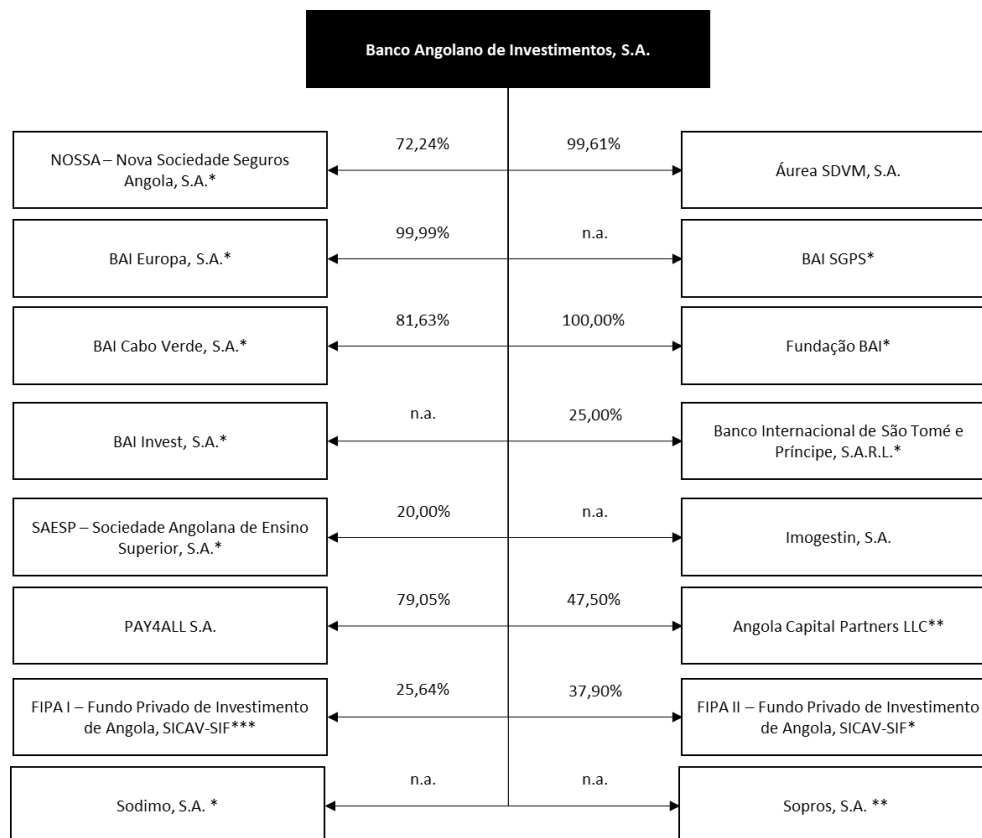 Banco Angolano de Investimentos, S.A.
72,24%
99,61%
NOSSA – Nova Sociedade Seguros
Angola, S.A.*
Áurea SDVM, S.A.
99,99%
n.a.
BAI Europa, S.A.*
BAI SGPS*
81,63%
100,00%
BAI Cabo Verde, S.A.*
Fundação BAI*
n.a.
25,00%
BAI Invest, S.A.*
Banco Internacional de São Tomé e
Príncipe, S.A.R.L.*
20,00%
n.a.
SAESP – Sociedade Angolana de Ensino
Superior, S.A.*
Imogestin, S.A.
79,05%
47,50%
PAY4ALL S.A.
Angola Capital Partners LLC**
25,64%
37,90%
FIPA I – Fundo Privado de Investimento
de Angola, SICAV-SIF***
FIPA II – Fundo Privado de Investimento
de Angola, SICAV-SIF*
n.a.
n.a.
Sodimo, S.A. *
Sopros, S.A. **